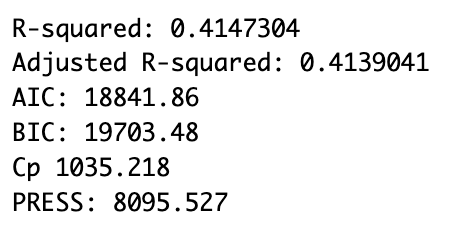 R-squared: 0.4147304
Adjusted R-squared: 0.4139041
AIC: 18841.86
BIC: 19703.48
Cp 1035.218
PRESS: 8095.527